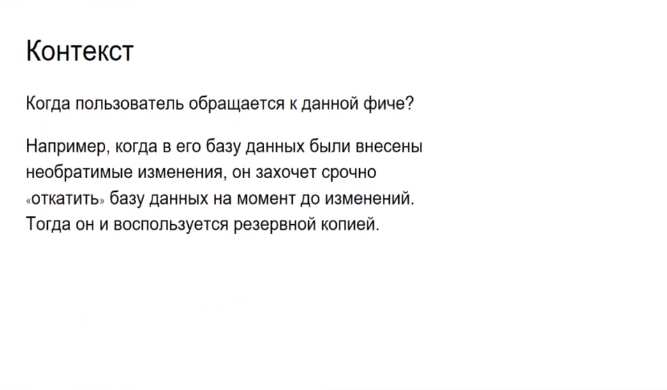 Контекст
Когда пользователь обращается к данной фиче?
Например, когда в его базу данных были внесены
необратимые изменения, он захочет срочно
«откатить» базу данных на момент до изменений.
Тогда он и воспользуется резервной копией.